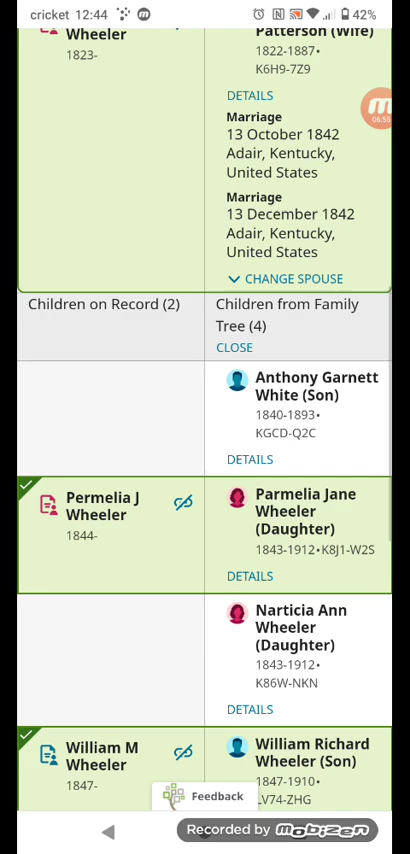 cricket 12:44
42%
Wheeler
1823-
Patterson (Wife)
1822-1887•
K6H9-7Z9
DETAILS
06:55
Marriage
13 October 1842
Adair, Kentucky,
United States
Marriage
13 December 1842
Adair, Kentucky,
United States
CHANGE SPOUSE
Children on Record (2)
Children from Family
Tree (4)
CLOSE
Anthony Garnett
White (Son)
1840-1893•
KGCD-Q2C
DETAILS
Permelia J
Wheeler
1844-
Parmelia Jane
Wheeler
(Daughter)
1843-1912•K8J1-W2S
DETAILS
Narticia Ann
Wheeler
(Daughter)
1843-1912•
K86W-NKN
DETAILS
William M
Wheeler
1847-
William Richard
Wheeler (Son)
1847-1910•
LV74-ZHG
Feedback
Recorded by mobizen